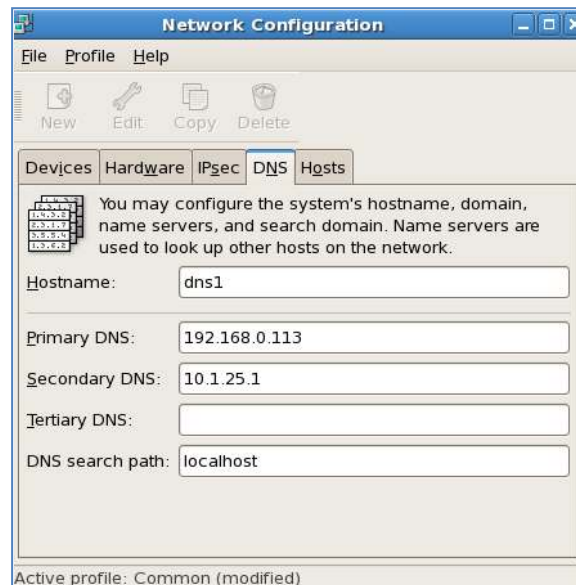 Network Configuration
File Profile Help
New Edit Copy Delete
Devices Hardware IPsec DNS Hosts
You may configure the system's hostname, domain,
name servers, and search domain. Name servers are
used to look up other hosts on the network.
Hostname: dns1
Primary DNS: 192.168.0.113
Secondary DNS: 10.1.25.1
Tertiary DNS:
DNS search path: localhost
Active profile: Common (modified)